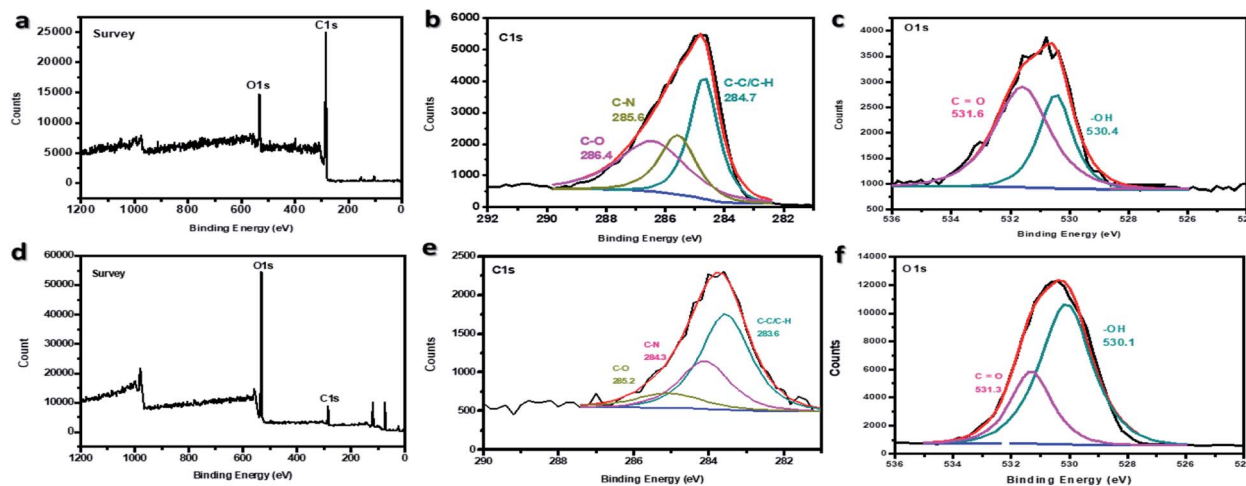 a
Survey
C1s
O1s
25000
20000
15000
10000
5000
0
Counts
1200 1000 800 600 400 200 0
Binding Energy (eV)
b
C1s
6000
5000
4000
3000
2000
1000
0
Counts
C-C/C-H
284.7
C-N
285.6
C-O
286.4
292 290 288 286 284 282
Binding Energy (eV)
c
O1s
4000
3500
3000
2500
2000
1500
1000
500
Counts
C = O
531.6
-OH
530.4
536 534 532 530 528 526 52
Binding Energy (eV)
d
Survey
O1s
C1s
60000
50000
40000
30000
20000
10000
0
Count
1200 1000 800 600 400 200 0
Binding Energy (eV)
e
C1s
2500
2000
1500
1000
500
0
Counts
C-C/C-H
283.6
C-N
284.3
C-O
285.2
290 288 286 284 282
Binding Energy (eV)
f
O1s
14000
12000
10000
8000
6000
4000
2000
0
Counts
-OH
530.1
C = O
531.3
536 534 532 530 528 526 52
Binding Energy (eV)